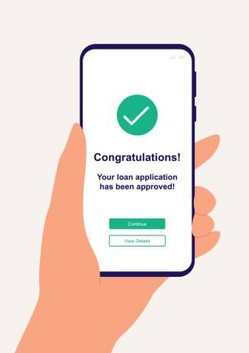 Congratulations!
Your loan application
has been approved!
Continue
View Details